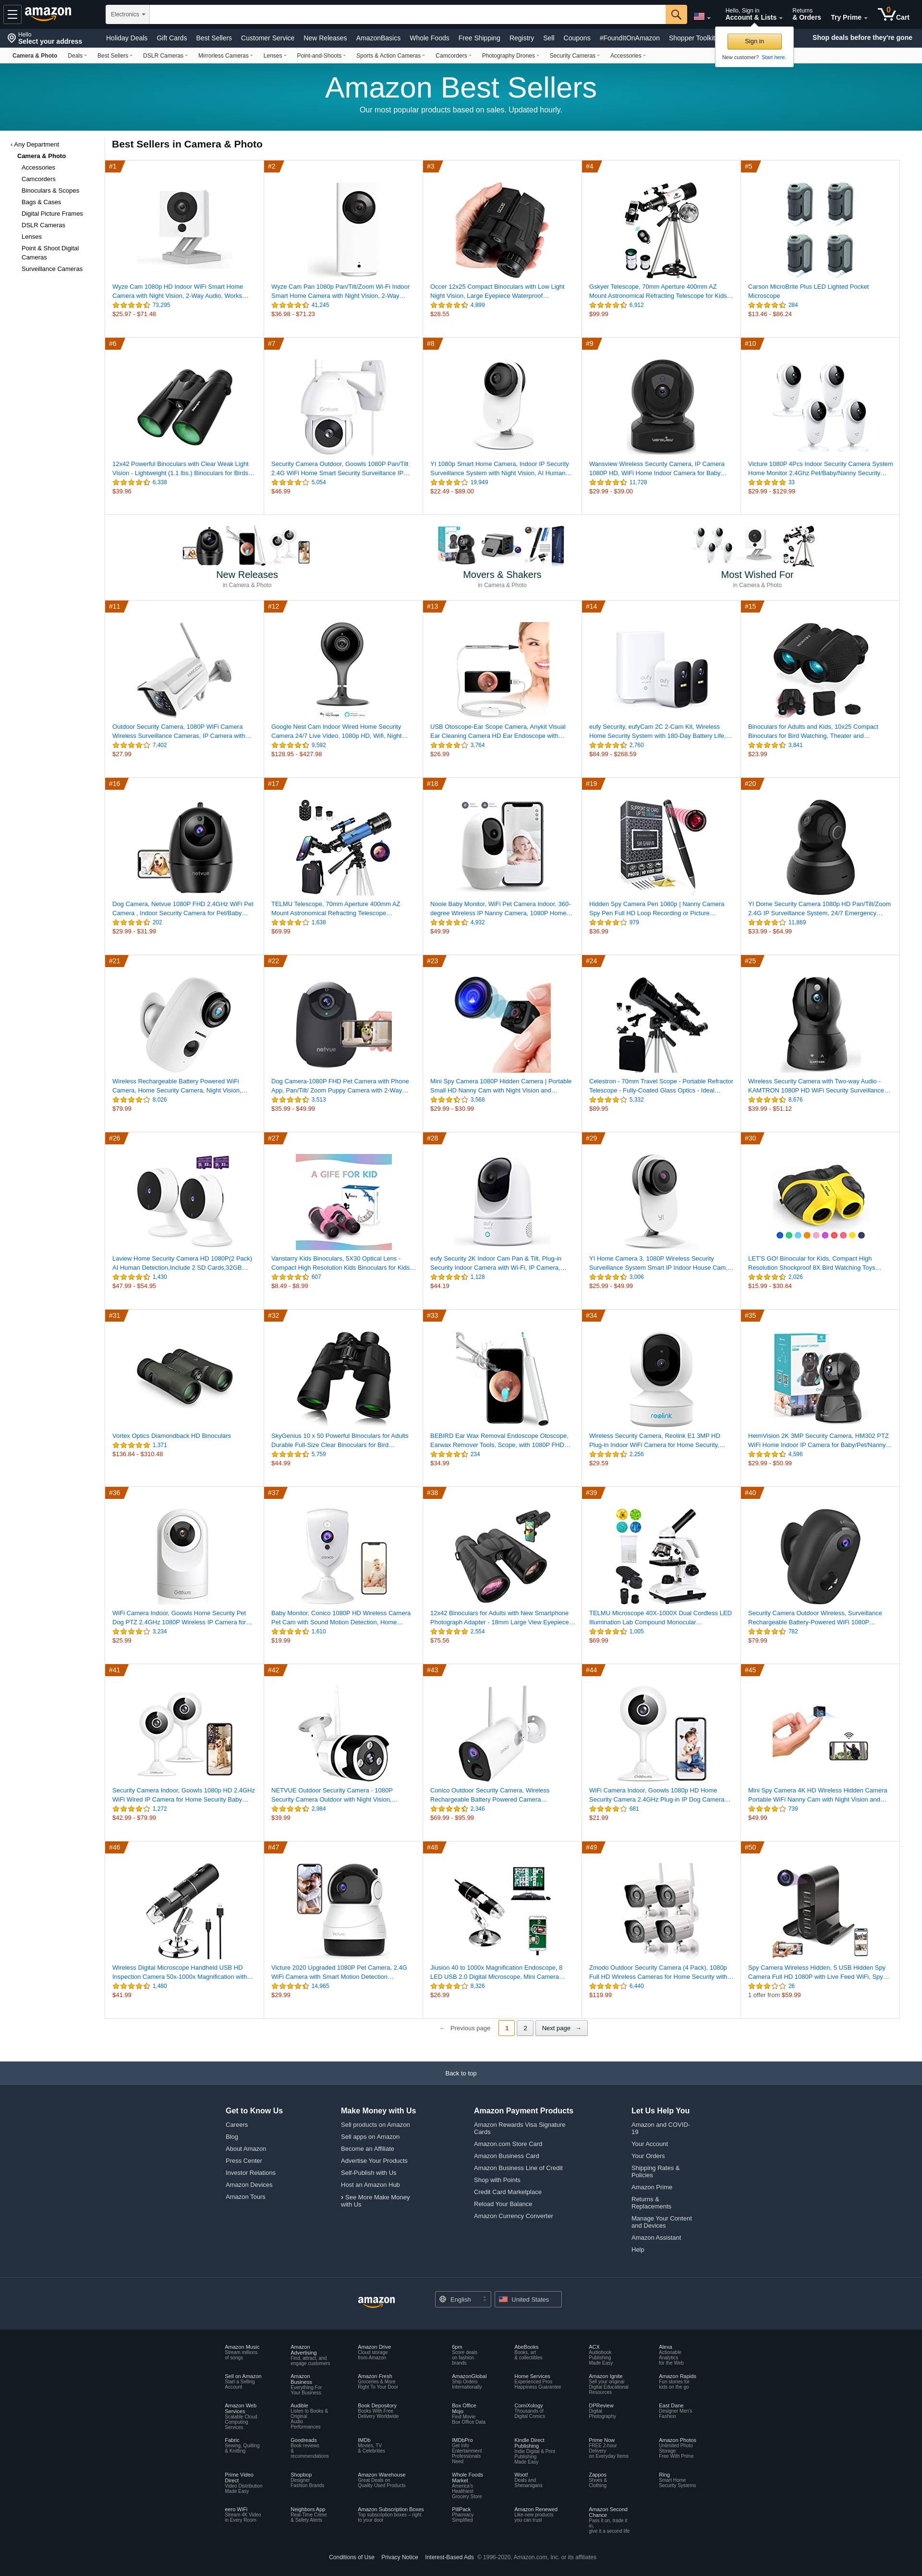 Hello
Select your address
amazon
Electronics
Hello, Sign in
Account & Lists
Returns
& Orders
Try Prime
0
Cart
Holiday Deals Gift Cards Best Sellers Customer Service New Releases AmazonBasics Whole Foods Free Shipping Registry Sell Coupons #FoundItOnAmazon Shopper Toolkit
Shop deals before they're gone
Sign in
New customer? Start here.
Camera & Photo Deals Best Sellers DSLR Cameras Mirrorless Cameras Lenses Point-and-Shoots Sports & Action Cameras Camcorders Photography Drones Security Cameras Accessories
Amazon Best Sellers
Our most popular products based on sales. Updated hourly.
‹ Any Department
Camera & Photo
Accessories
Camcorders
Binoculars & Scopes
Bags & Cases
Digital Picture Frames
DSLR Cameras
Lenses
Point & Shoot Digital
Cameras
Surveillance Cameras
Best Sellers in Camera & Photo
#1
Wyze Cam 1080p HD Indoor WiFi Smart Home
Camera with Night Vision, 2-Way Audio, Works…
73,295
$25.97 - $71.48
#2
Wyze Cam Pan 1080p Pan/Tilt/Zoom Wi-Fi Indoor
Smart Home Camera with Night Vision, 2-Way…
41,245
$36.98 - $71.23
#3
Occer 12x25 Compact Binoculars with Low Light
Night Vision, Large Eyepiece Waterproof…
4,899
$28.55
#4
Gskyer Telescope, 70mm Aperture 400mm AZ
Mount Astronomical Refracting Telescope for Kids…
6,912
$99.99
#5
Carson MicroBrite Plus LED Lighted Pocket
Microscope
284
$13.46 - $86.24
#6
12x42 Powerful Binoculars with Clear Weak Light
Vision - Lightweight (1.1 lbs.) Binoculars for Birds…
6,338
$39.96
#7
Security Camera Outdoor, Goowls 1080P Pan/Tilt
2.4G WiFi Home Smart Security Surveillance IP…
5,054
$46.99
#8
YI 1080p Smart Home Camera, Indoor IP Security
Surveillance System with Night Vision, AI Human…
19,949
$22.49 - $89.00
#9
Wansview Wireless Security Camera, IP Camera
1080P HD, WiFi Home Indoor Camera for Baby…
11,728
$29.99 - $39.00
#10
Victure 1080P 4Pcs Indoor Security Camera System
Home Monitor 2.4Ghz Pet/Baby/Nanny Security…
33
$29.99 - $129.99
New Releases
in Camera & Photo
Movers & Shakers
in Camera & Photo
Most Wished For
in Camera & Photo
#11
Outdoor Security Camera, 1080P WiFi Camera
Wireless Surveillance Cameras, IP Camera with…
7,402
$27.99
#12
Google Nest Cam Indoor Wired Home Security
Camera 24/7 Live Video, 1080p HD, Wifi, Night…
9,592
$128.95 - $427.98
#13
USB Otoscope-Ear Scope Camera, Anykit Visual
Ear Cleaning Camera HD Ear Endoscope with…
3,764
$26.99
#14
eufy Security, eufyCam 2C 2-Cam Kit, Wireless
Home Security System with 180-Day Battery Life,…
2,760
$84.99 - $268.59
#15
Binoculars for Adults and Kids, 10x25 Compact
Binoculars for Bird Watching, Theater and…
3,841
$23.99
#16
Dog Camera, Netvue 1080P FHD 2.4GHz WiFi Pet
Camera , Indoor Security Camera for Pet/Baby…
202
$29.99 - $31.99
#17
TELMU Telescope, 70mm Aperture 400mm AZ
Mount Astronomical Refracting Telescope…
1,638
$69.99
#18
Nooie Baby Monitor, WiFi Pet Camera Indoor, 360-
degree Wireless IP Nanny Camera, 1080P Home…
4,932
$49.99
#19
Hidden Spy Camera Pen 1080p | Nanny Camera
Spy Pen Full HD Loop Recording or Picture…
979
$36.99
#20
YI Dome Security Camera 1080p HD Pan/Tilt/Zoom
2.4G IP Surveillance System, 24/7 Emergency…
11,869
$33.99 - $64.99
#21
Wireless Rechargeable Battery Powered WiFi
Camera, Home Security Camera, Night Vision,…
8,026
$79.99
#22
Dog Camera-1080P FHD Pet Camera with Phone
App, Pan/Tilt/ Zoom Puppy Camera with 2-Way…
3,513
$35.99 - $49.99
#23
Mini Spy Camera 1080P Hidden Camera | Portable
Small HD Nanny Cam with Night Vision and…
3,568
$29.99 - $30.99
#24
Celestron - 70mm Travel Scope - Portable Refractor
Telescope - Fully-Coated Glass Optics - Ideal…
5,332
$89.95
#25
Wireless Security Camera with Two-way Audio -
KAMTRON 1080P HD WiFi Security Surveillance…
8,676
$39.99 - $51.12
#26
Laview Home Security Camera HD 1080P(2 Pack)
AI Human Detection,Include 2 SD Cards,32GB…
1,430
$47.99 - $54.95
#27
A GIFE FOR KID
Vanstarry Kids Binoculars, 5X30 Optical Lens -
Compact High Resolution Kids Binoculars for Kids…
607
$8.49 - $8.99
#28
eufy Security 2K Indoor Cam Pan & Tilt, Plug-in
Security Indoor Camera with Wi-Fi, IP Camera,…
1,128
$44.19
#29
YI Home Camera 3, 1080P Wireless Security
Surveillance System Smart IP Indoor House Cam,…
3,006
$25.99 - $49.99
#30
LET'S GO! Binocular for Kids, Compact High
Resolution Shockproof 8X Bird Watching Toys…
2,026
$15.99 - $30.64
#31
Vortex Optics Diamondback HD Binoculars
1,371
$136.84 - $310.48
#32
SkyGenius 10 x 50 Powerful Binoculars for Adults
Durable Full-Size Clear Binoculars for Bird…
5,759
$44.99
#33
BEBIRD Ear Wax Removal Endoscope Otoscope,
Earwax Remover Tools, Scope, with 1080P FHD…
234
$34.99
#34
reolink
Wireless Security Camera, Reolink E1 3MP HD
Plug-in Indoor WiFi Camera for Home Security,…
2,256
$29.59
#35
HeimVision 2K 3MP Security Camera, HM302 PTZ
WiFi Home Indoor IP Camera for Baby/Pet/Nanny…
4,596
$29.99 - $50.99
#36
WiFi Camera Indoor, Goowls Home Security Pet
Dog PTZ 2.4GHz 1080P Wireless IP Camera for…
3,234
$25.99
#37
Baby Monitor, Conico 1080P HD Wireless Camera
Pet Cam with Sound Motion Detection, Home…
1,610
$19.99
#38
12x42 Binoculars for Adults with New Smartphone
Photograph Adapter - 18mm Large View Eyepiece…
2,554
$75.56
#39
TELMU Microscope 40X-1000X Dual Cordless LED
Illumination Lab Compound Monocular…
1,005
$69.99
#40
Security Camera Outdoor Wireless, Surveillance
Rechargeable Battery-Powered WiFi 1080P…
782
$79.99
#41
Security Camera Indoor, Goowls 1080p HD 2.4GHz
WiFi Wired IP Camera for Home Security Baby…
1,272
$42.99 - $79.99
#42
NETVUE Outdoor Security Camera - 1080P
Security Camera Outdoor with Night Vision,…
2,984
$39.99
#43
Conico Outdoor Security Camera, Wireless
Rechargeable Battery Powered Camera…
2,346
$69.99 - $95.99
#44
WiFi Camera Indoor, Goowls 1080p HD Home
Security Camera 2.4GHz Plug-in IP Dog Camera…
681
$21.99
#45
Mini Spy Camera 4K HD Wireless Hidden Camera
Portable WiFi Nanny Cam with Night Vision and…
739
$49.99
#46
Wireless Digital Microscope Handheld USB HD
Inspection Camera 50x-1000x Magnification with…
1,480
$41.99
#47
Victure 2020 Upgraded 1080P Pet Camera, 2.4G
WiFi Camera with Smart Motion Detection…
14,965
$29.99
#48
Jiusion 40 to 1000x Magnification Endoscope, 8
LED USB 2.0 Digital Microscope, Mini Camera…
8,326
$26.99
#49
Zmodo Outdoor Security Camera (4 Pack), 1080p
Full HD Wireless Cameras for Home Security with…
6,440
$119.99
#50
Spy Camera Wireless Hidden, 5 USB Hidden Spy
Camera Full HD 1080P with Live Feed WiFi, Spy…
26
1 offer from $59.99
← Previous page 1 2 Next page →
Back to top
Get to Know Us
Careers
Blog
About Amazon
Press Center
Investor Relations
Amazon Devices
Amazon Tours
Make Money with Us
Sell products on Amazon
Sell apps on Amazon
Become an Affiliate
Advertise Your Products
Self-Publish with Us
Host an Amazon Hub
› See More Make Money
with Us
Amazon Payment Products
Amazon Rewards Visa Signature
Cards
Amazon.com Store Card
Amazon Business Card
Amazon Business Line of Credit
Shop with Points
Credit Card Marketplace
Reload Your Balance
Amazon Currency Converter
Let Us Help You
Amazon and COVID-
19
Your Account
Your Orders
Shipping Rates &
Policies
Amazon Prime
Returns &
Replacements
Manage Your Content
and Devices
Amazon Assistant
Help
amazon
English
United States
Amazon Music
Stream millions
of songs
Amazon
Advertising
Find, attract, and
engage customers
Amazon Drive
Cloud storage
from Amazon
6pm
Score deals
on fashion
brands
AbeBooks
Books, art
& collectibles
ACX
Audiobook
Publishing
Made Easy
Alexa
Actionable
Analytics
for the Web
Sell on Amazon
Start a Selling
Account
Amazon
Business
Everything For
Your Business
Amazon Fresh
Groceries & More
Right To Your Door
AmazonGlobal
Ship Orders
Internationally
Home Services
Experienced Pros
Happiness Guarantee
Amazon Ignite
Sell your original
Digital Educational
Resources
Amazon Rapids
Fun stories for
kids on the go
Amazon Web
Services
Scalable Cloud
Computing
Services
Audible
Listen to Books &
Original
Audio
Performances
Book Depository
Books With Free
Delivery Worldwide
Box Office
Mojo
Find Movie
Box Office Data
ComiXology
Thousands of
Digital Comics
DPReview
Digital
Photography
East Dane
Designer Men's
Fashion
Fabric
Sewing, Quilting
& Knitting
Goodreads
Book reviews
&
recommendations
IMDb
Movies, TV
& Celebrities
IMDbPro
Get Info
Entertainment
Professionals
Need
Kindle Direct
Publishing
Indie Digital & Print
Publishing
Made Easy
Prime Now
FREE 2-hour
Delivery
on Everyday Items
Amazon Photos
Unlimited Photo
Storage
Free With Prime
Prime Video
Direct
Video Distribution
Made Easy
Shopbop
Designer
Fashion Brands
Amazon Warehouse
Great Deals on
Quality Used Products
Whole Foods
Market
America's
Healthiest
Grocery Store
Woot!
Deals and
Shenanigans
Zappos
Shoes &
Clothing
Ring
Smart Home
Security Systems
eero WiFi
Stream 4K Video
in Every Room
Neighbors App
Real-Time Crime
& Safety Alerts
Amazon Subscription Boxes
Top subscription boxes – right
to your door
PillPack
Pharmacy
Simplified
Amazon Renewed
Like-new products
you can trust
Amazon Second
Chance
Pass it on, trade it
in,
give it a second life
Conditions of Use Privacy Notice Interest-Based Ads © 1996-2020, Amazon.com, Inc. or its affiliates